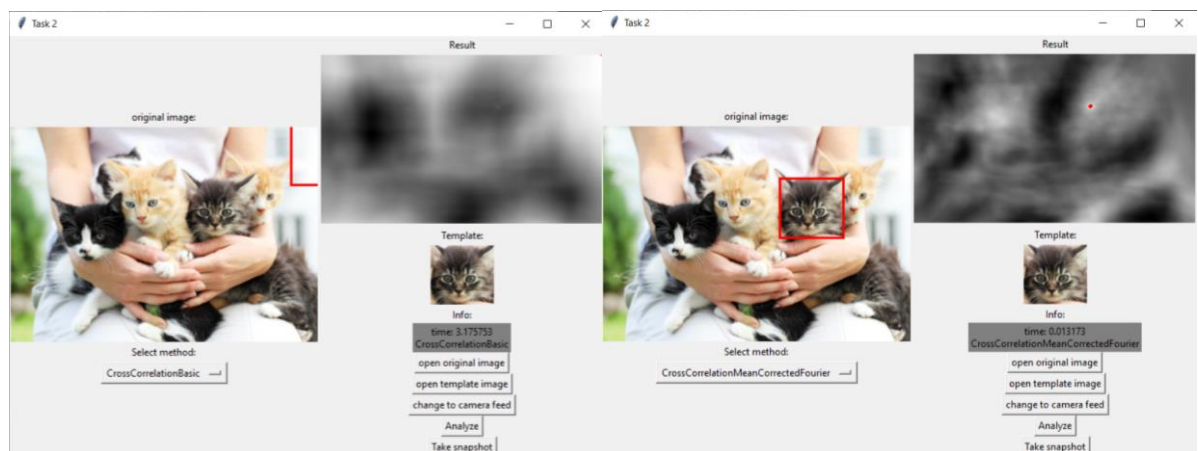 Task 2
Result
original image:
Template:
Info:
time: 3.175753
CrossCorrelationBasic
Select method:
CrossCorrelationBasic
open original image
open template image
change to camera feed
Analyze
Take snapshot
Task 2
Result
original image:
Template:
Info:
time: 0.013173
CrossCorrelationMeanCorrectedFourier
Select method:
CrossCorrelationMeanCorrectedFourier
open original image
open template image
change to camera feed
Analyze
Take snapshot